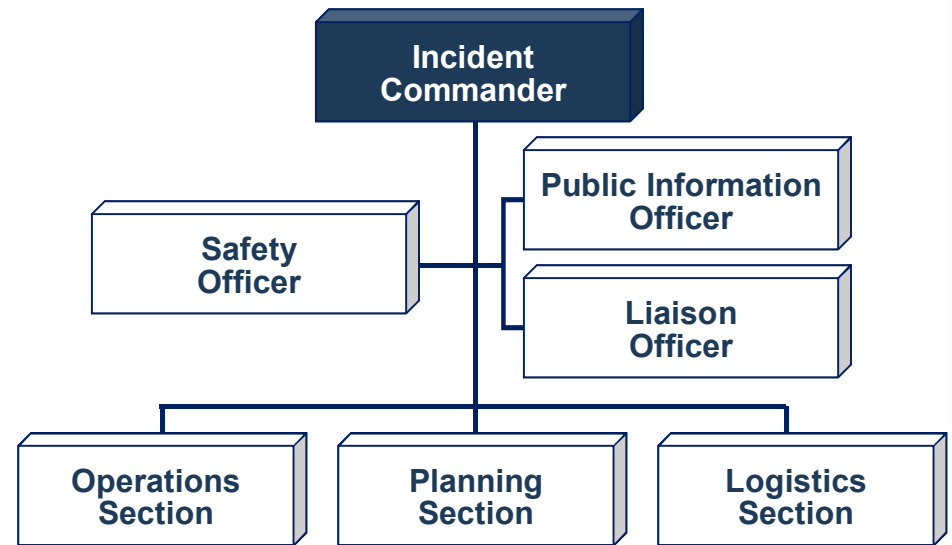 Incident
Commander
Public Information
Officer
Safety
Officer
Liaison
Officer
Operations
Section
Planning
Section
Logistics
Section